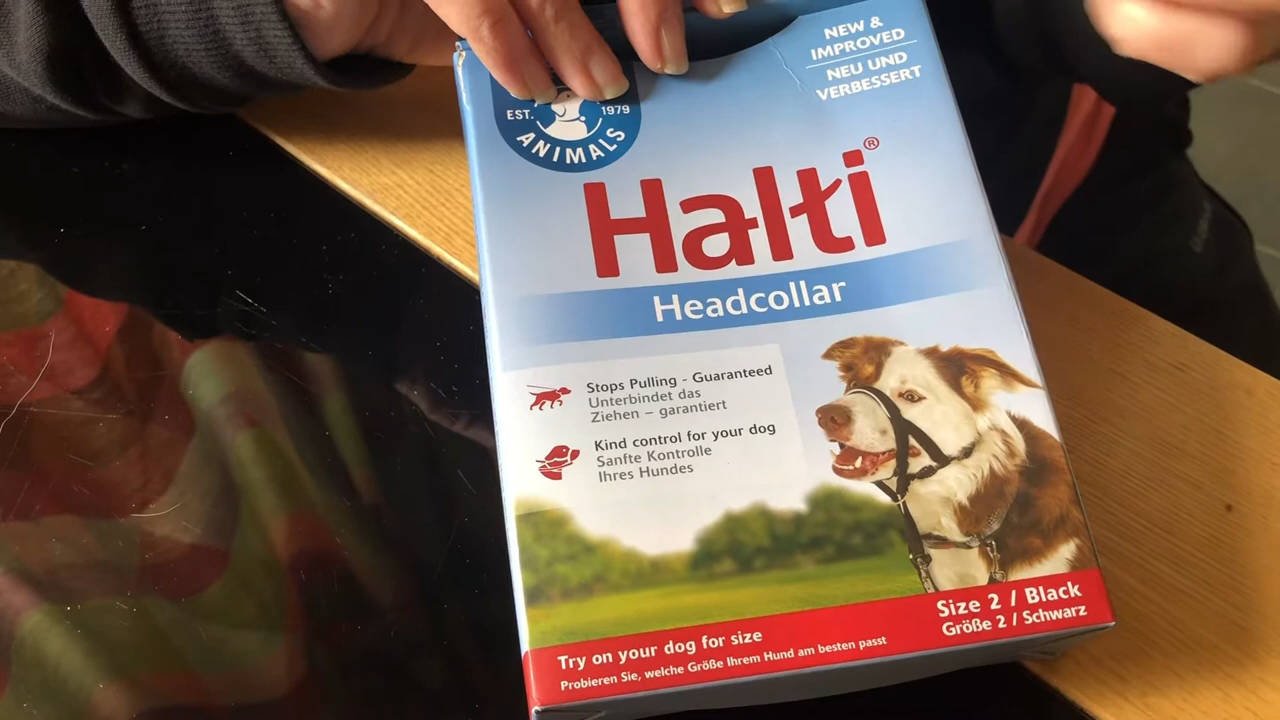 NEW &
IMPROVED
NEU UND
VERBESSERT
EST. 1979
ANIMALS
Halti®
Headcollar
Stops Pulling - Guaranteed
Unterbindet das
Ziehen – garantiert
Kind control for your dog
Sanfte Kontrolle
Ihres Hundes
Size 2 / Black
Größe 2 / Schwarz
Try on your dog for size
Probieren Sie, welche Größe Ihrem Hund am besten passt